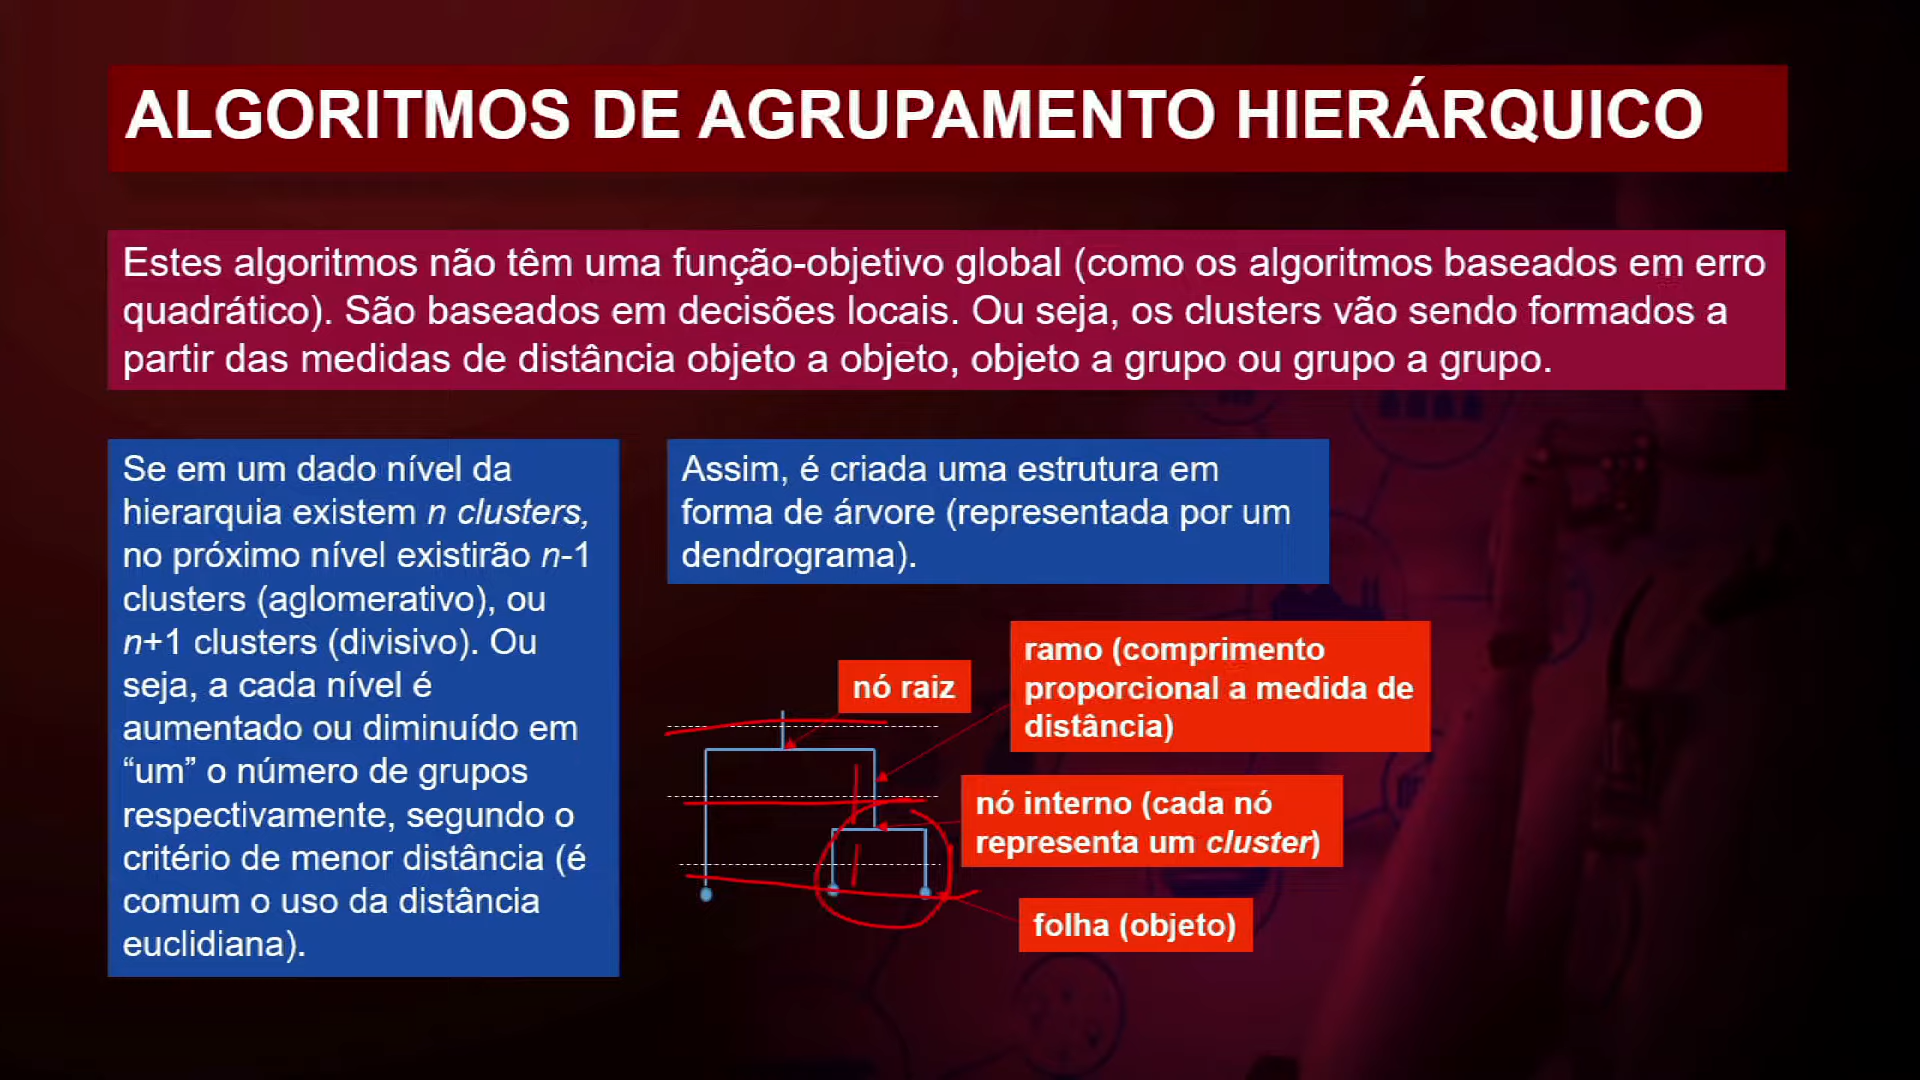 ALGORITMOS DE AGRUPAMENTO HIERÁRQUICO
Estes algoritmos não têm uma função-objetivo global (como os algoritmos baseados em erro
quadrático). São baseados em decisões locais. Ou seja, os clusters vão sendo formados a
partir das medidas de distância objeto a objeto, objeto a grupo ou grupo a grupo.
Se em um dado nível da
hierarquia existem n clusters,
no próximo nível existirão n-1
clusters (aglomerativo), ou
n+1 clusters (divisivo). Ou
seja, a cada nível é
aumentado ou diminuído em
“um” o número de grupos
respectivamente, segundo o
critério de menor distância (é
comum o uso da distância
euclidiana).
Assim, é criada uma estrutura em
forma de árvore (representada por um
dendrograma).
nó raiz
ramo (comprimento
proporcional a medida de
distância)
nó interno (cada nó
representa um cluster)
folha (objeto)